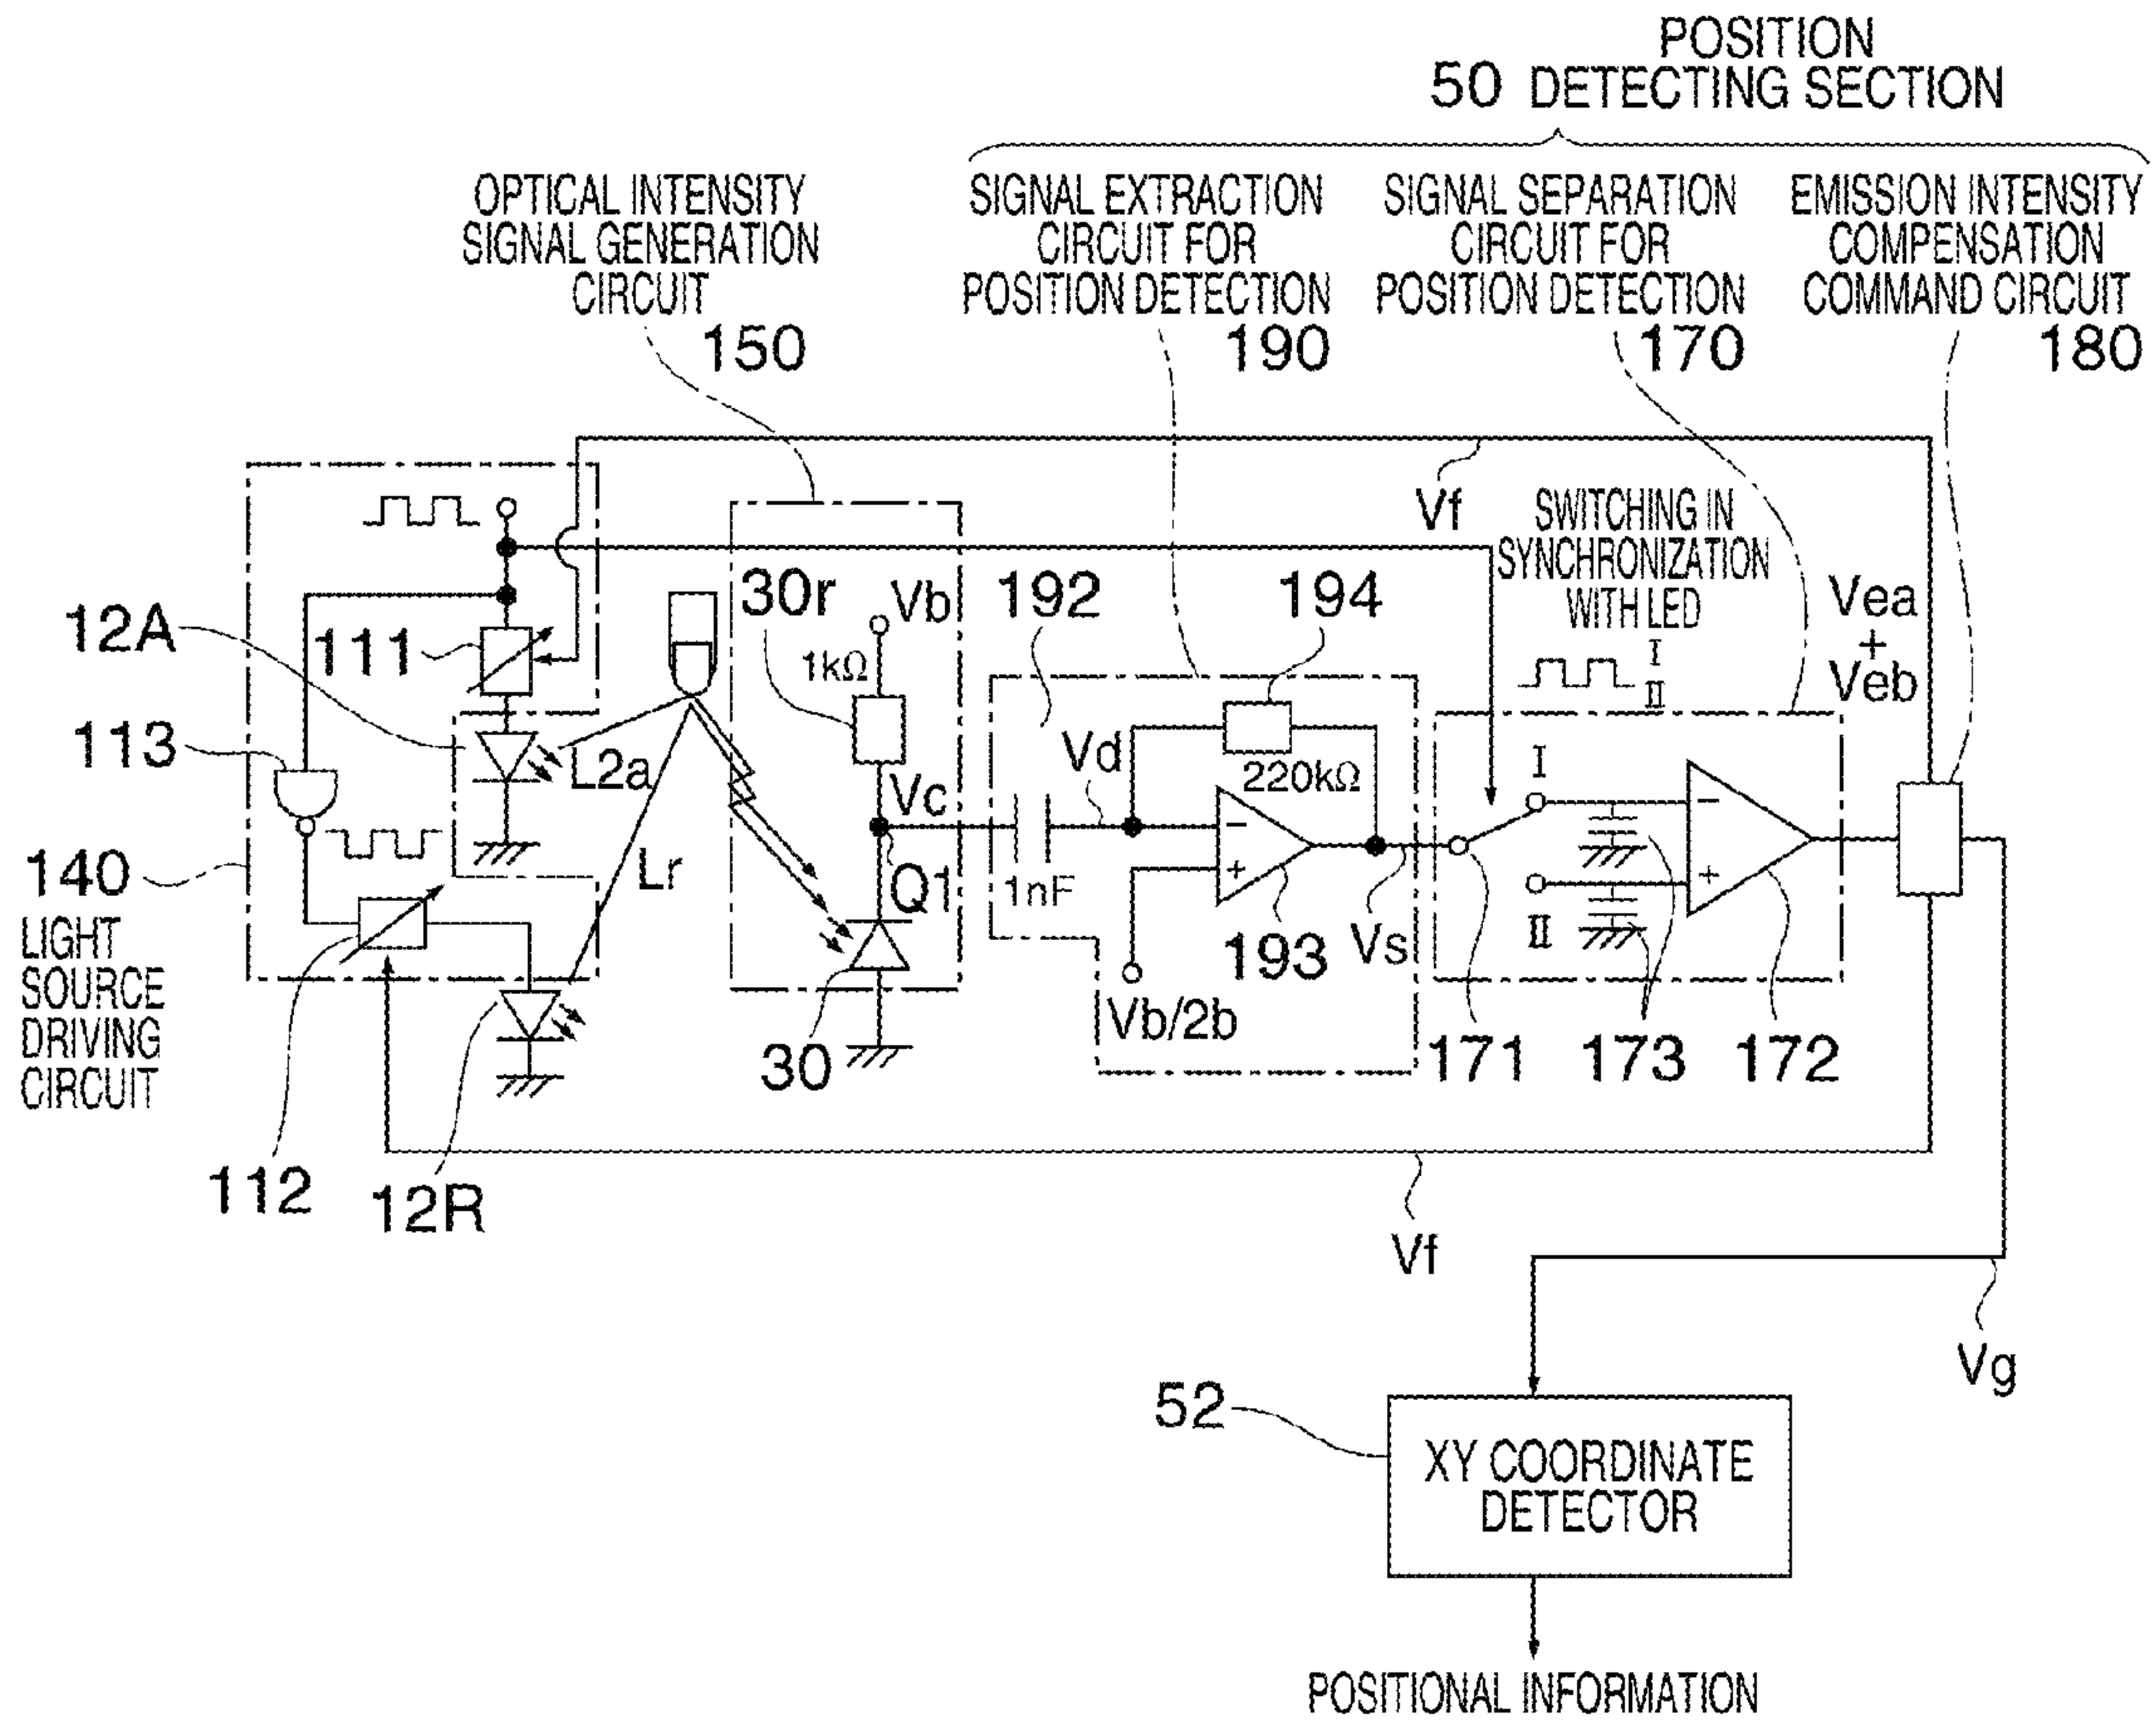 POSITION
50 DETECTING SECTION
OPTICAL INTENSITY
SIGNAL GENERATION
CIRCUIT
150
SIGNAL EXTRACTION
CIRCUIT FOR
POSITION DETECTION
190
SIGNAL SEPARATION
CIRCUIT FOR
POSITION DETECTION
170
EMISSION INTENSITY
COMPENSATION
COMMAND CIRCUIT
180
Vf
SWITCHING IN
SYNCHRONIZATION
WITH LED
I
II
Vea
+
Veb
12A
111
30r
Vb
1kΩ
192
194
113
L2a
Vc
Vd
220kΩ
I
140
LIGHT
SOURCE
DRIVING
CIRCUIT
Lr
Q1
1nF
−
+
193
Vs
II
−
+
Vb/2b
30
171
173
172
112
12R
Vf
Vg
52
XY COORDINATE
DETECTOR
POSITIONAL INFORMATION